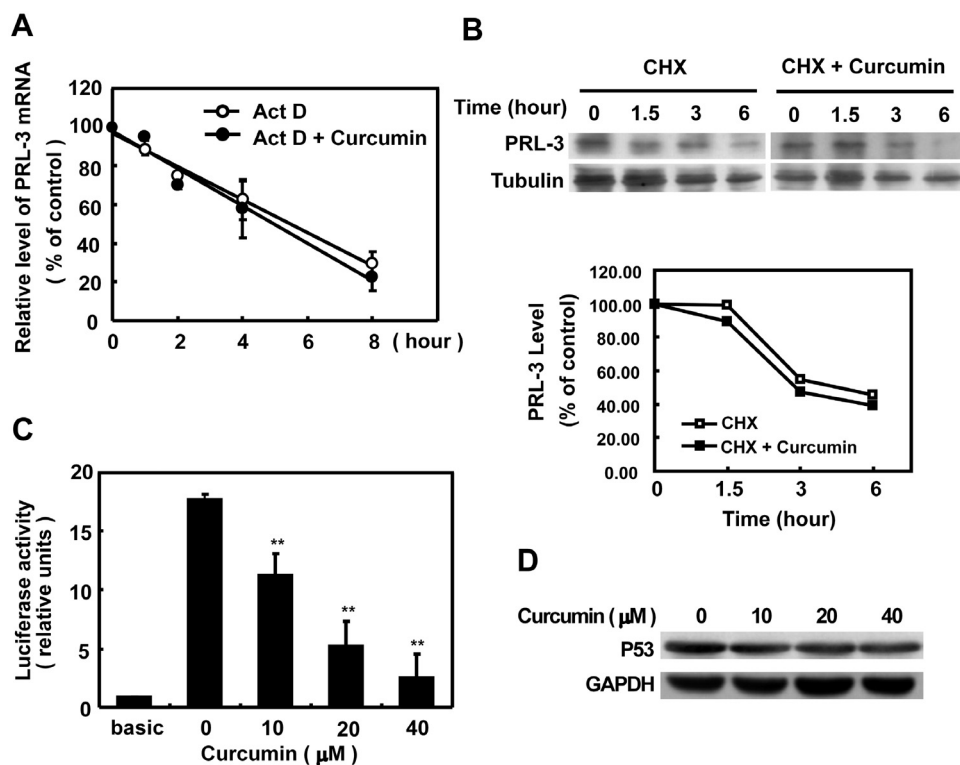 A
Relative level of PRL-3 mRNA
( % of control )
120
100
80
60
40
20
0
Act D
Act D + Curcumin
0 2 4 6 8 ( hour )
B
CHX CHX + Curcumin
Time (hour) 0 1.5 3 6 0 1.5 3 6
PRL-3
Tubulin
PRL-3 Level
(% of control)
120.00
100.00
80.00
60.00
40.00
20.00
0.00
CHX
CHX + Curcumin
0 1.5 3 6
Time (hour)
C
Luciferase activity
( relative units )
20
15
10
5
0
**
**
**
basic 0 10 20 40
Curcumin ( μM )
D
Curcumin ( μM ) 0 10 20 40
P53
GAPDH